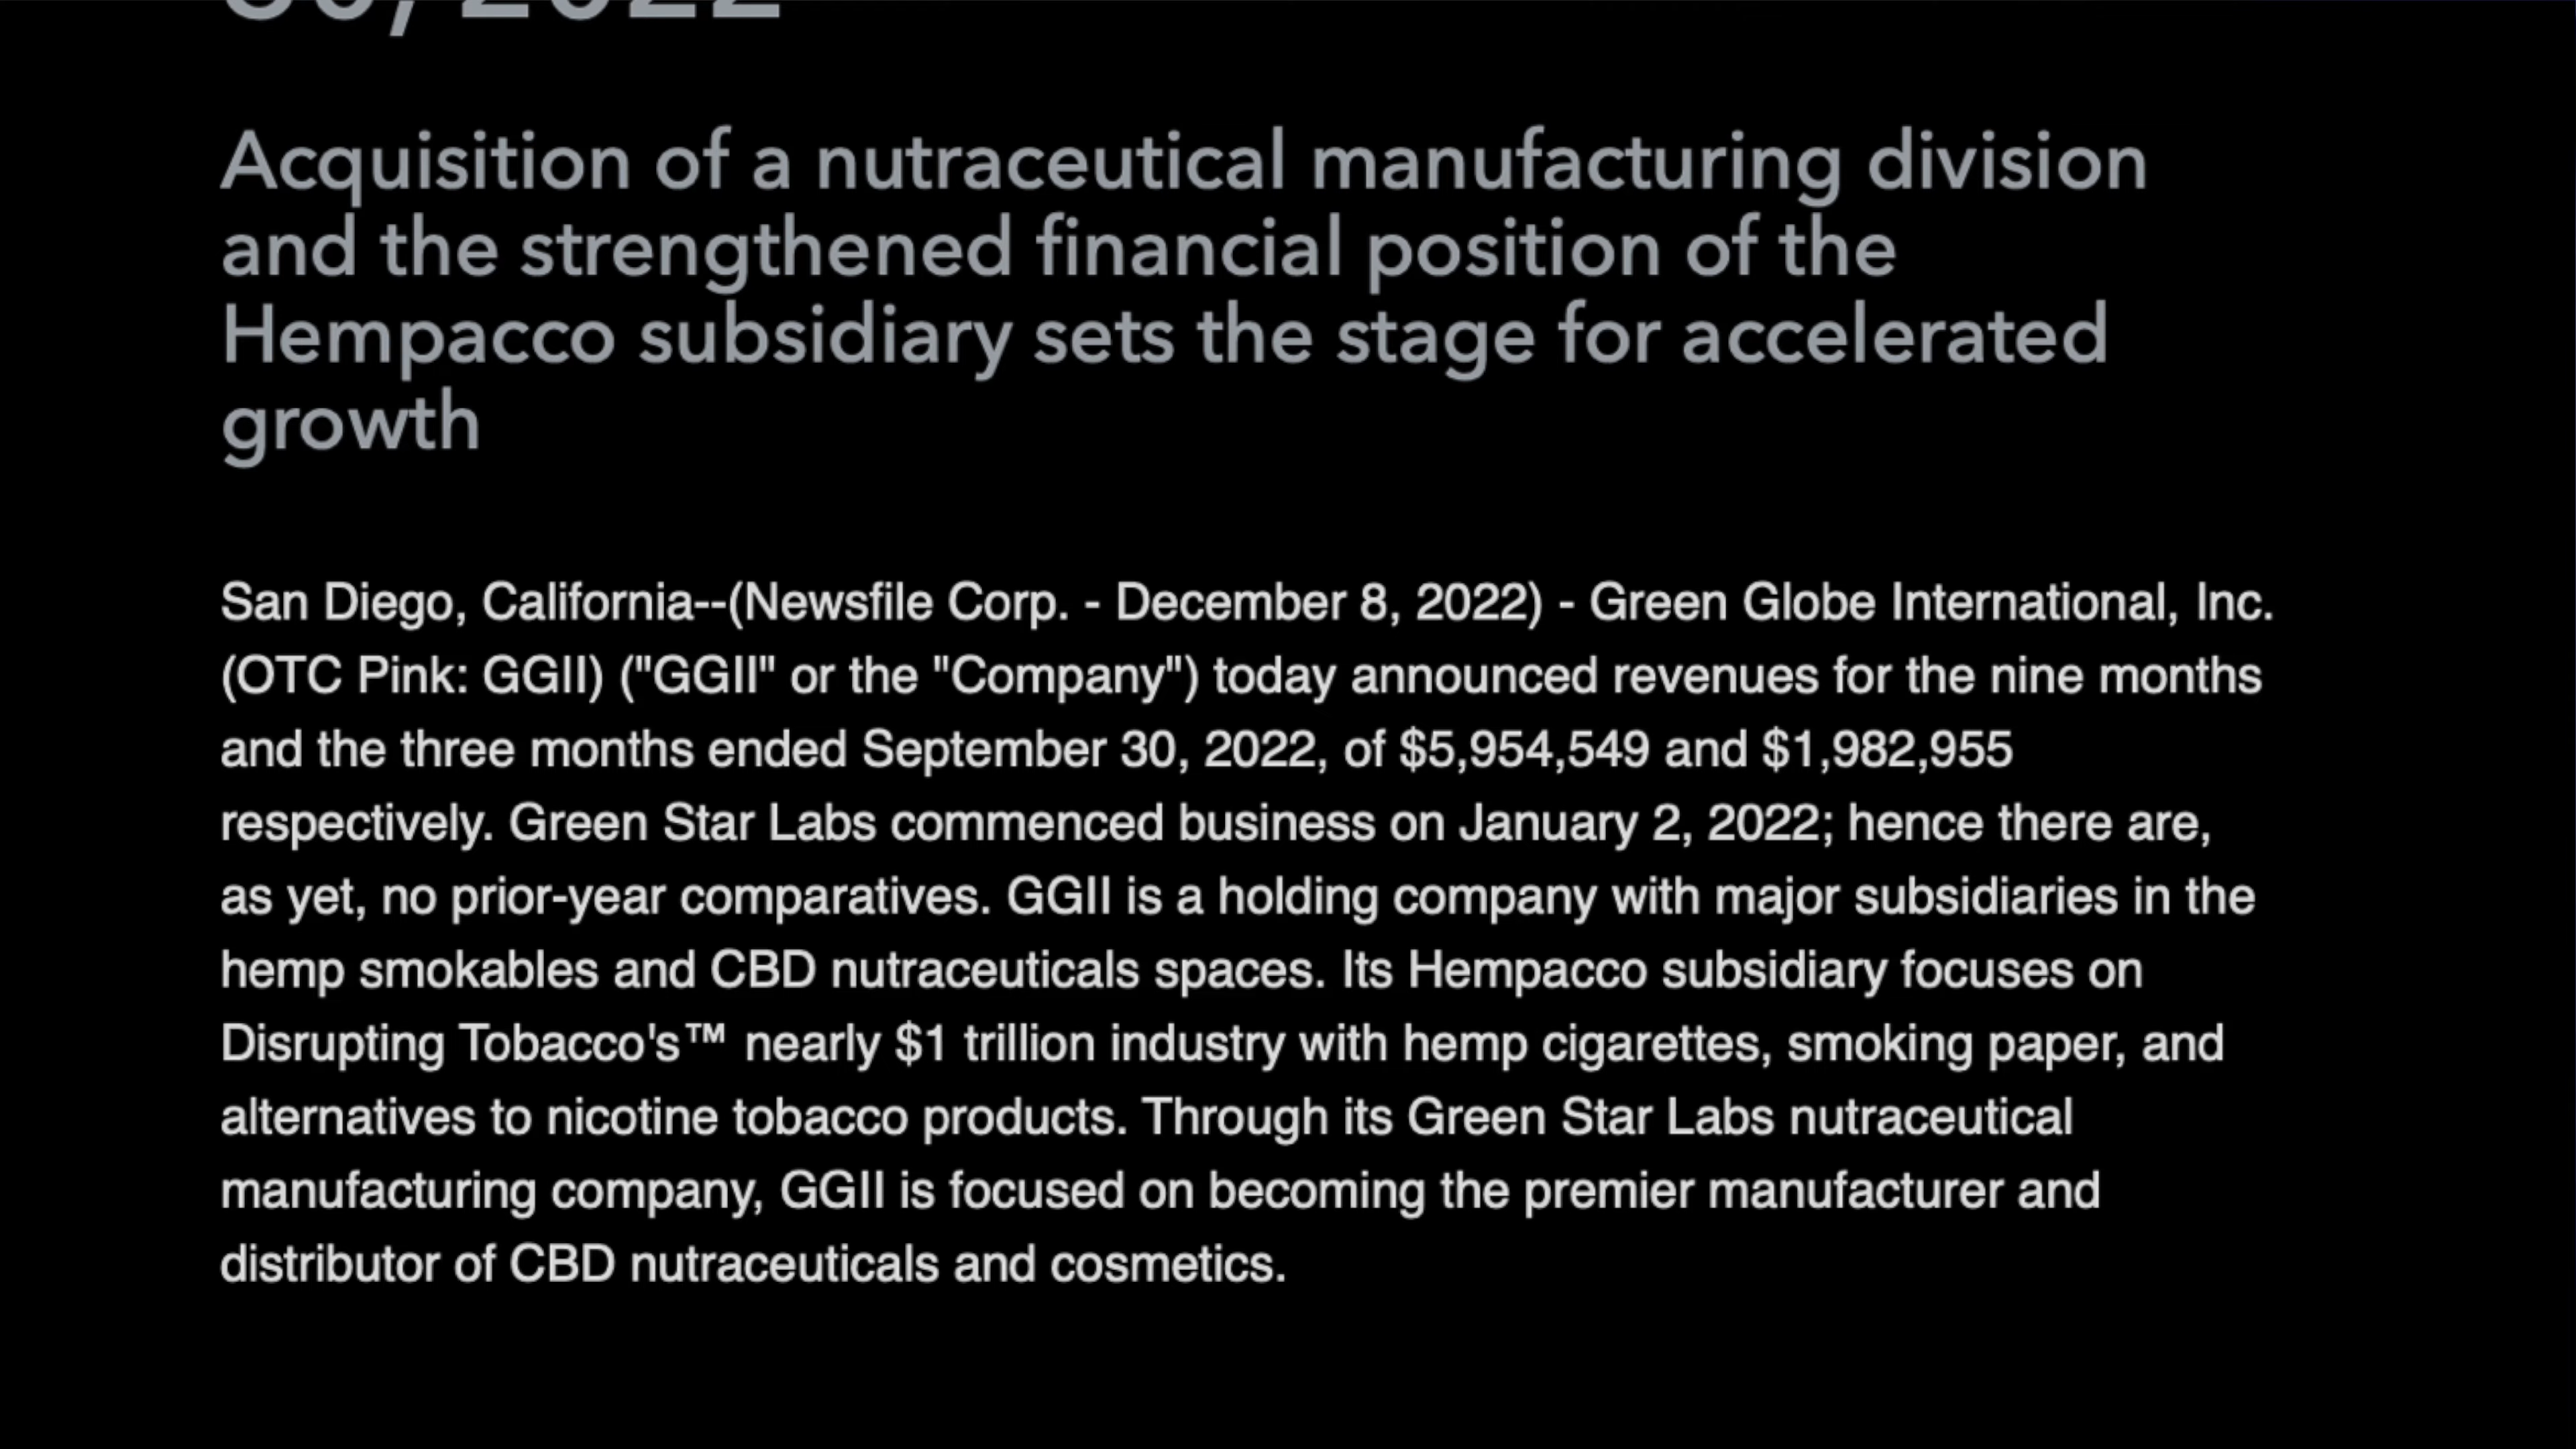 30, 2022
Acquisition of a nutraceutical manufacturing division
and the strengthened financial position of the
Hempacco subsidiary sets the stage for accelerated
growth
San Diego, California--(Newsfile Corp. - December 8, 2022) - Green Globe International, Inc.
(OTC Pink: GGII) ("GGII" or the "Company") today announced revenues for the nine months
and the three months ended September 30, 2022, of $5,954,549 and $1,982,955
respectively. Green Star Labs commenced business on January 2, 2022; hence there are,
as yet, no prior-year comparatives. GGII is a holding company with major subsidiaries in the
hemp smokables and CBD nutraceuticals spaces. Its Hempacco subsidiary focuses on
Disrupting Tobacco's™ nearly $1 trillion industry with hemp cigarettes, smoking paper, and
alternatives to nicotine tobacco products. Through its Green Star Labs nutraceutical
manufacturing company, GGII is focused on becoming the premier manufacturer and
distributor of CBD nutraceuticals and cosmetics.